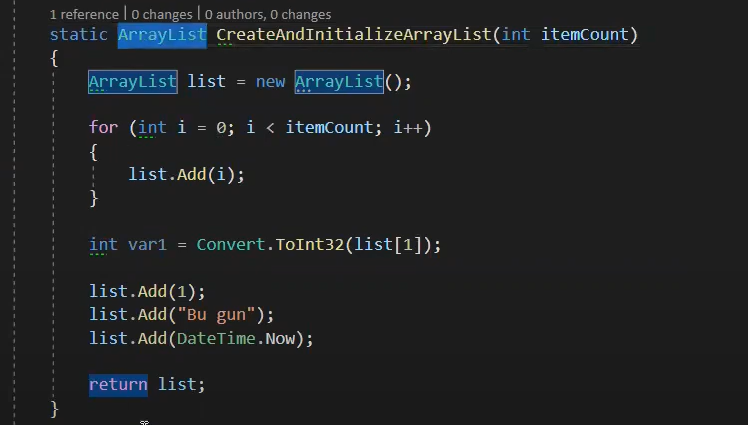 1 reference | 0 changes | 0 authors, 0 changes
static ArrayList CreateAndInitializeArrayList(int itemCount)
{
ArrayList list = new ArrayList();
for (int i = 0; i < itemCount; i++)
{
list.Add(i);
}
int var1 = Convert.ToInt32(list[1]);
list.Add(1);
list.Add("Bu gun");
list.Add(DateTime.Now);
return list;
}